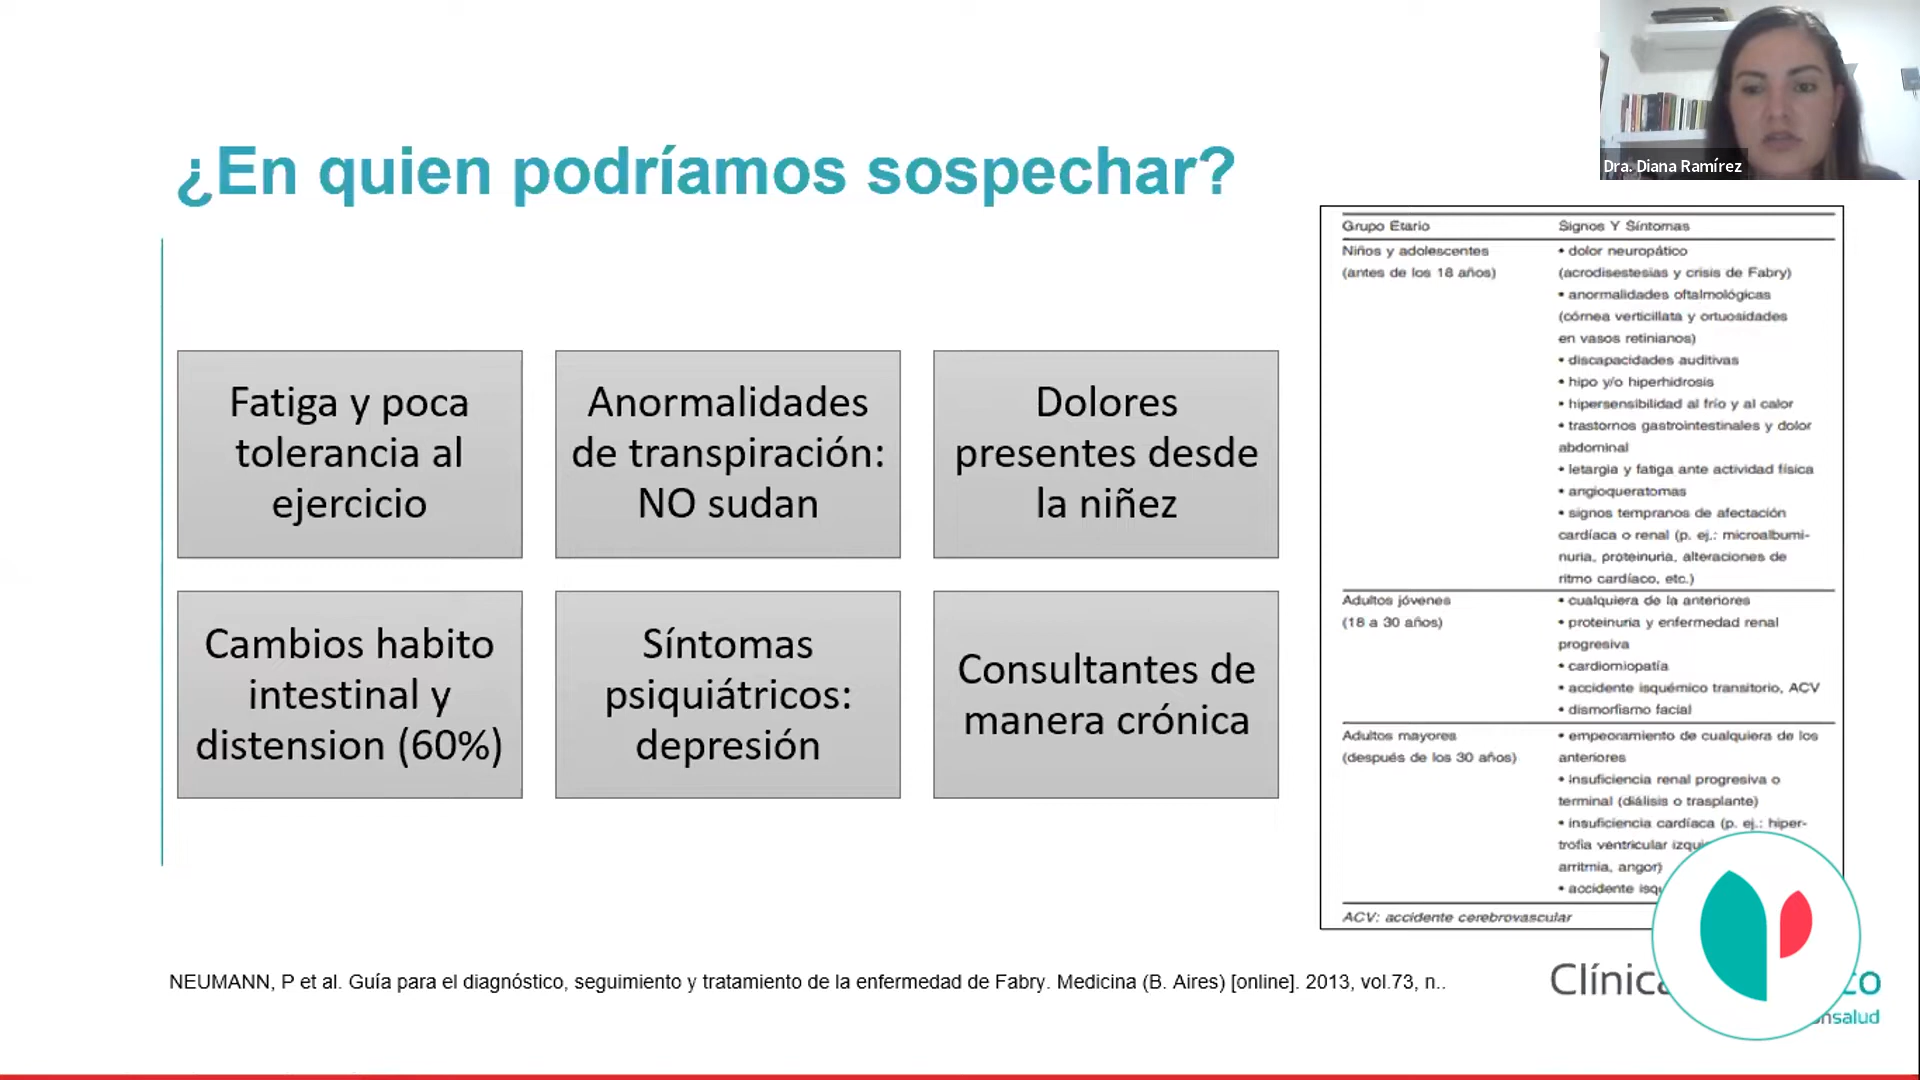 Dra. Diana Ramírez
¿En quien podríamos sospechar?
Fatiga y poca
tolerancia al
ejercicio
Anormalidades
de transpiración:
NO sudan
Dolores
presentes desde
la niñez
Cambios habito
intestinal y
distension (60%)
Síntomas
psiquiátricos:
depresión
Consultantes de
manera crónica
Grupo Etario Signos Y Síntomas
Niños y adolescentes • dolor neuropático
(antes de los 18 años) (acrodisestesias y crisis de Fabry)
• anormalidades oftalmológicas
(córnea verticillata y ortuosidades
en vasos retinianos)
• discapacidades auditivas
• hipo y/o hiperhidrosis
• hipersensibilidad al frío y al calor
• trastornos gastrointestinales y dolor
abdominal
• letargia y fatiga ante actividad física
• angioqueratomas
• signos tempranos de afectación
cardíaca o renal (p. ej.: microalbumi-
nuria, proteinuria, alteraciones de
ritmo cardíaco, etc.)
Adultos jóvenes • cualquiera de la anteriores
(18 a 30 años) • proteinuria y enfermedad renal
progresiva
• cardiomiopatía
• accidente isquémico transitorio, ACV
• dismorfismo facial
Adultos mayores • empeoramiento de cualquiera de los
(después de los 30 años) anteriores
• insuficiencia renal progresiva o
terminal (diálisis o trasplante)
• insuficiencia cardíaca (p. ej.: hiper-
trofia ventricular
arritmia, angor)
• accidente
ACV: accidente cerebrovascular
NEUMANN, P et al. Guía para el diagnóstico, seguimiento y tratamiento de la enfermedad de Fabry. Medicina (B. Aires) [online]. 2013, vol.73, n..